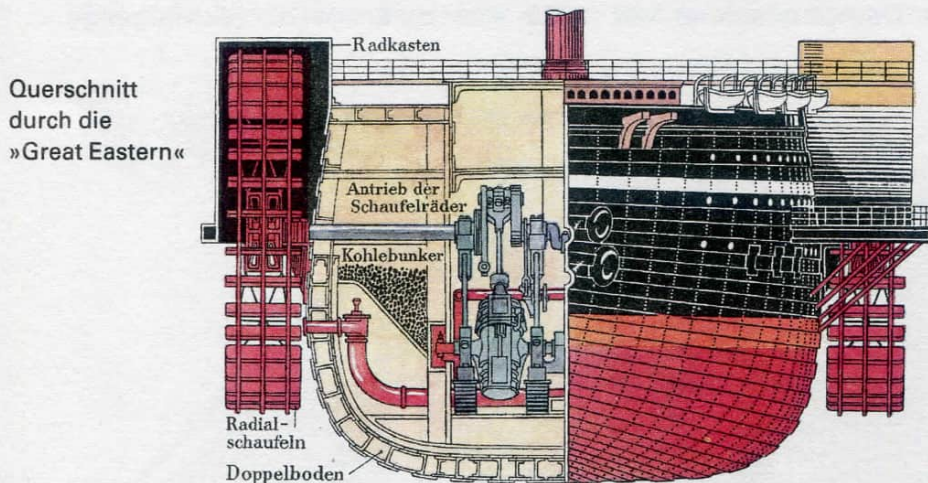 Querschnitt
durch die
»Great Eastern«
Radkasten
Antrieb der
Schaufelräder
Kohlebunker
Radial-
schaufeln
Doppelboden